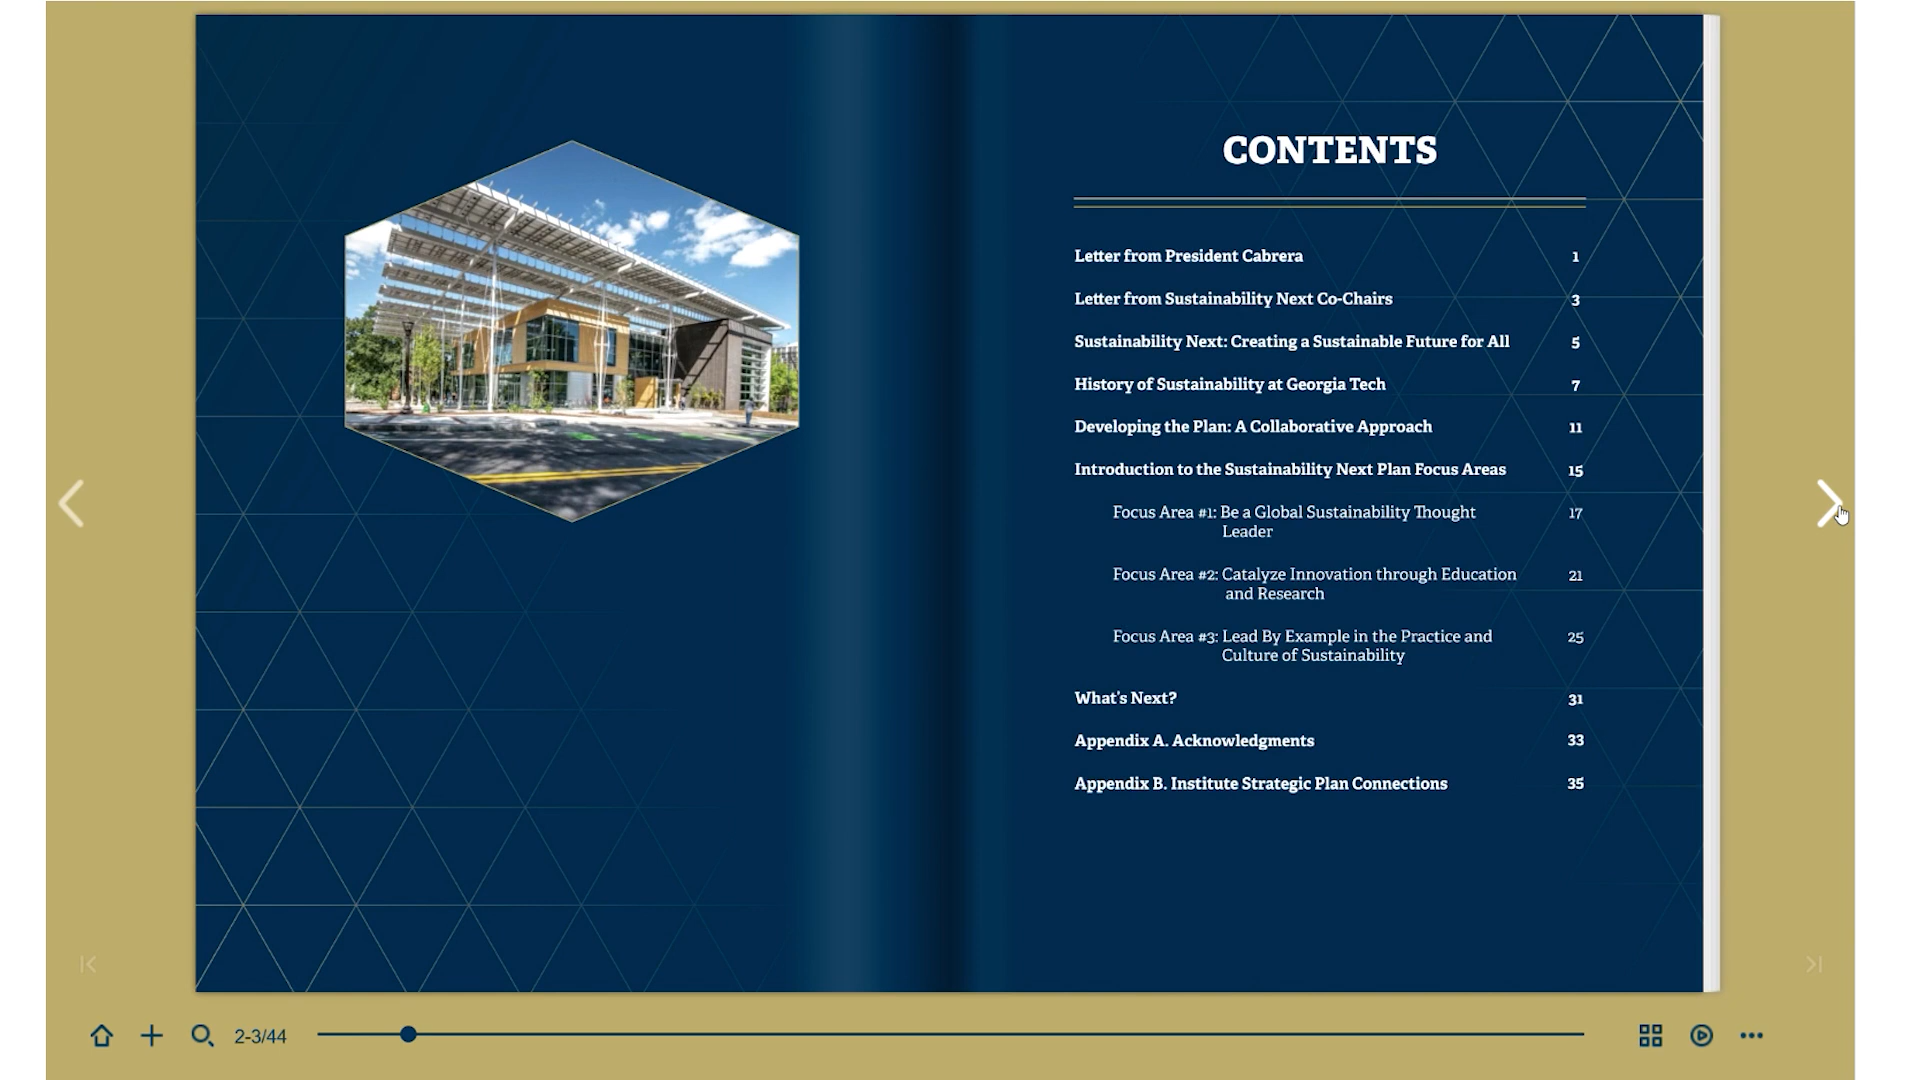 CONTENTS
Letter from President Cabrera 1
Letter from Sustainability Next Co-Chairs 3
Sustainability Next: Creating a Sustainable Future for All 5
History of Sustainability at Georgia Tech 7
Developing the Plan: A Collaborative Approach 11
Introduction to the Sustainability Next Plan Focus Areas 15
Focus Area #1: Be a Global Sustainability Thought 17
Leader
Focus Area #2: Catalyze Innovation through Education 21
and Research
Focus Area #3: Lead By Example in the Practice and 25
Culture of Sustainability
What's Next? 31
Appendix A. Acknowledgments 33
Appendix B. Institute Strategic Plan Connections 35
2-3/44